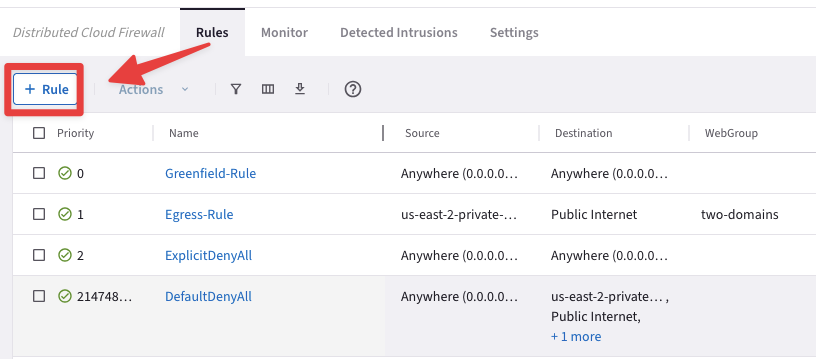 Distributed Cloud Firewall Rules Monitor Detected Intrusions Settings
+ Rule Actions
Priority Name Source Destination WebGroup
0 Greenfield-Rule Anywhere (0.0.0.0... Anywhere (0.0.0.0...
1 Egress-Rule us-east-2-private-... Public Internet two-domains
2 ExplicitDenyAll Anywhere (0.0.0.0... Anywhere (0.0.0.0...
214748... DefaultDenyAll Anywhere (0.0.0.0... us-east-2-private... ,
Public Internet,
+ 1 more